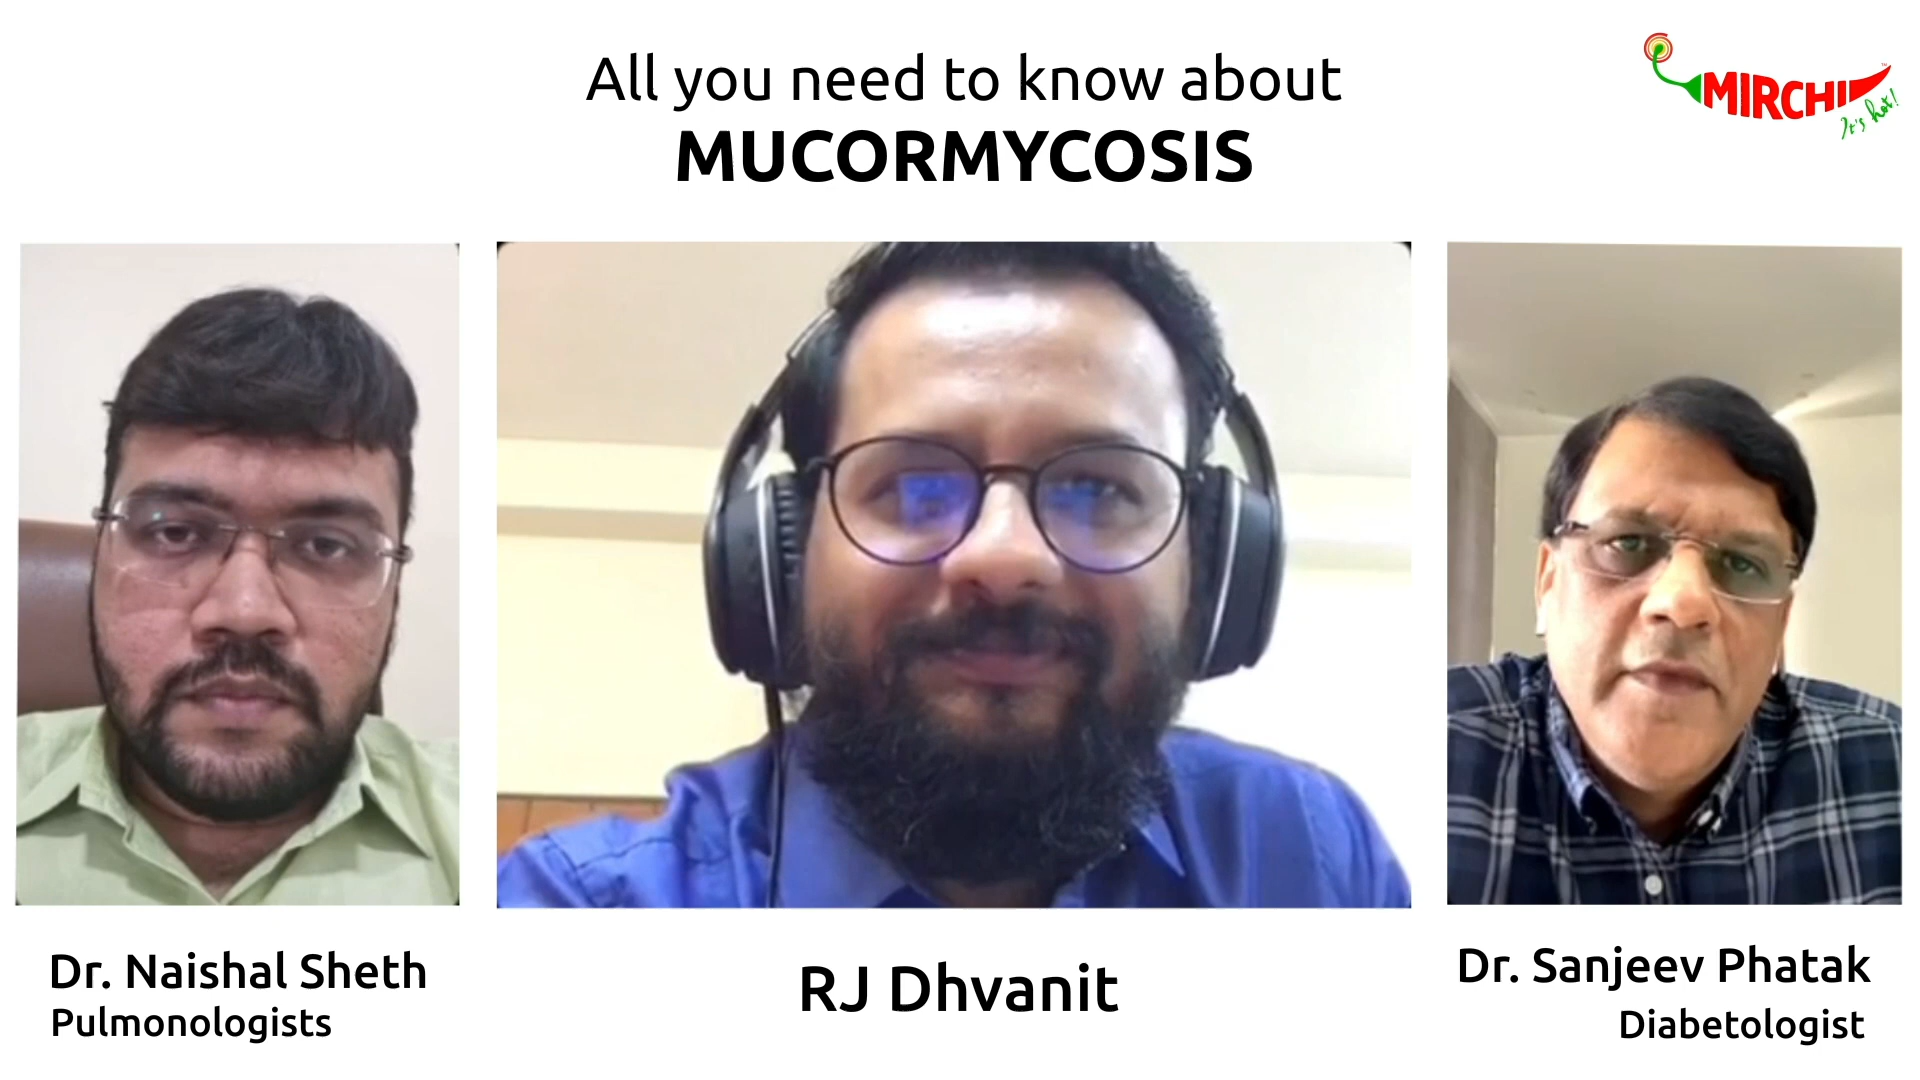 All you need to know about
MUCORMYCOSIS
MIRCHI
It's hot!
Dr. Naishal Sheth
Pulmonologists
RJ Dhvanit
Dr. Sanjeev Phatak
Diabetologist